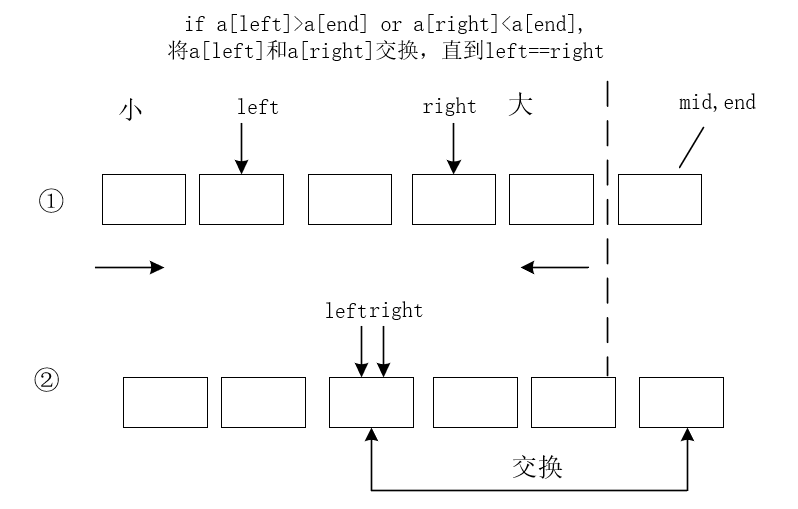 if a[left]>a[end] or a[right]<a[end],
将a[left]和a[right]交换，直到left==right
小 left right 大 mid,end
①
leftright
②
交换